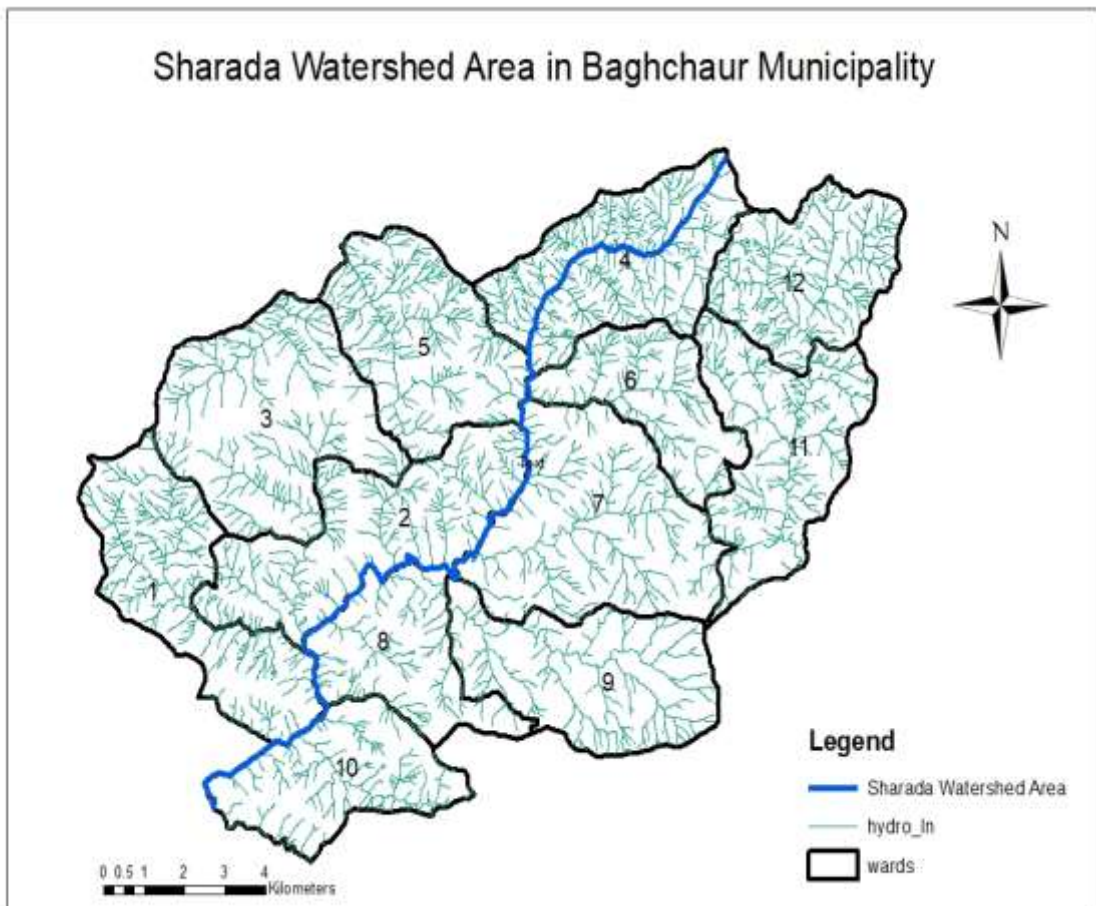 Sharada Watershed Area in Baghchaur Municipality
N
4
12
5
6
3
11
2
7
1
8
9
10
Legend
Sharada Watershed Area
hydro_ln
wards
0 0.5 1 2 3 4
Kilometers